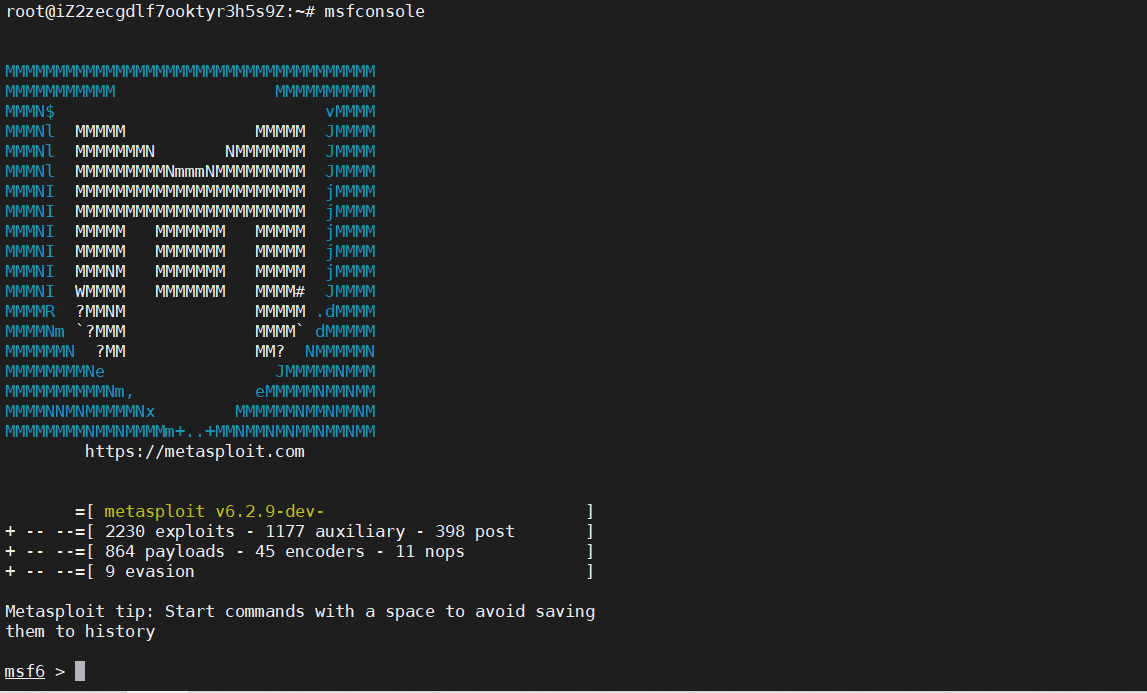 root@iZ2zecgdlf7ooktyr3h5s9Z:~# msfconsole
MMMMMMMMMMMMMMMMMMMMMMMMMMMMMMMMMMMMM
MMMMMMMMMMM                MMMMMMMMMM
MMMN$                           vMMMM
MMMNl  MMMMM             MMMMM  JMMMM
MMMNl  MMMMMMMN       NMMMMMMM  JMMMM
MMMNl  MMMMMMMMMNmmmNMMMMMMMMM  JMMMM
MMMNI  MMMMMMMMMMMMMMMMMMMMMMM  jMMMM
MMMNI  MMMMMMMMMMMMMMMMMMMMMMM  jMMMM
MMMNI  MMMMM   MMMMMMM   MMMMM  jMMMM
MMMNI  MMMMM   MMMMMMM   MMMMM  jMMMM
MMMNI  MMMNM   MMMMMMM   MMMMM  jMMMM
MMMNI  WMMMM   MMMMMMM   MMMM#  JMMMM
MMMMR  ?MMNM             MMMMM .dMMMM
MMMMNm `?MMM             MMMM` dMMMMM
MMMMMMN  ?MM             MM?  NMMMMMN
MMMMMMMMNe                 JMMMMMNMMM
MMMMMMMMMMNm,            eMMMMMNMMNMM
MMMMNNMNMMMMMNx        MMMMMMNMMNMMNM
MMMMMMMMNMMNMMMMm+..+MMNMMNMNMMNMMNMM
https://metasploit.com
=[ metasploit v6.2.9-dev-                          ]
+ -- --=[ 2230 exploits - 1177 auxiliary - 398 post       ]
+ -- --=[ 864 payloads - 45 encoders - 11 nops            ]
+ -- --=[ 9 evasion                                       ]
Metasploit tip: Start commands with a space to avoid saving
them to history
msf6 >